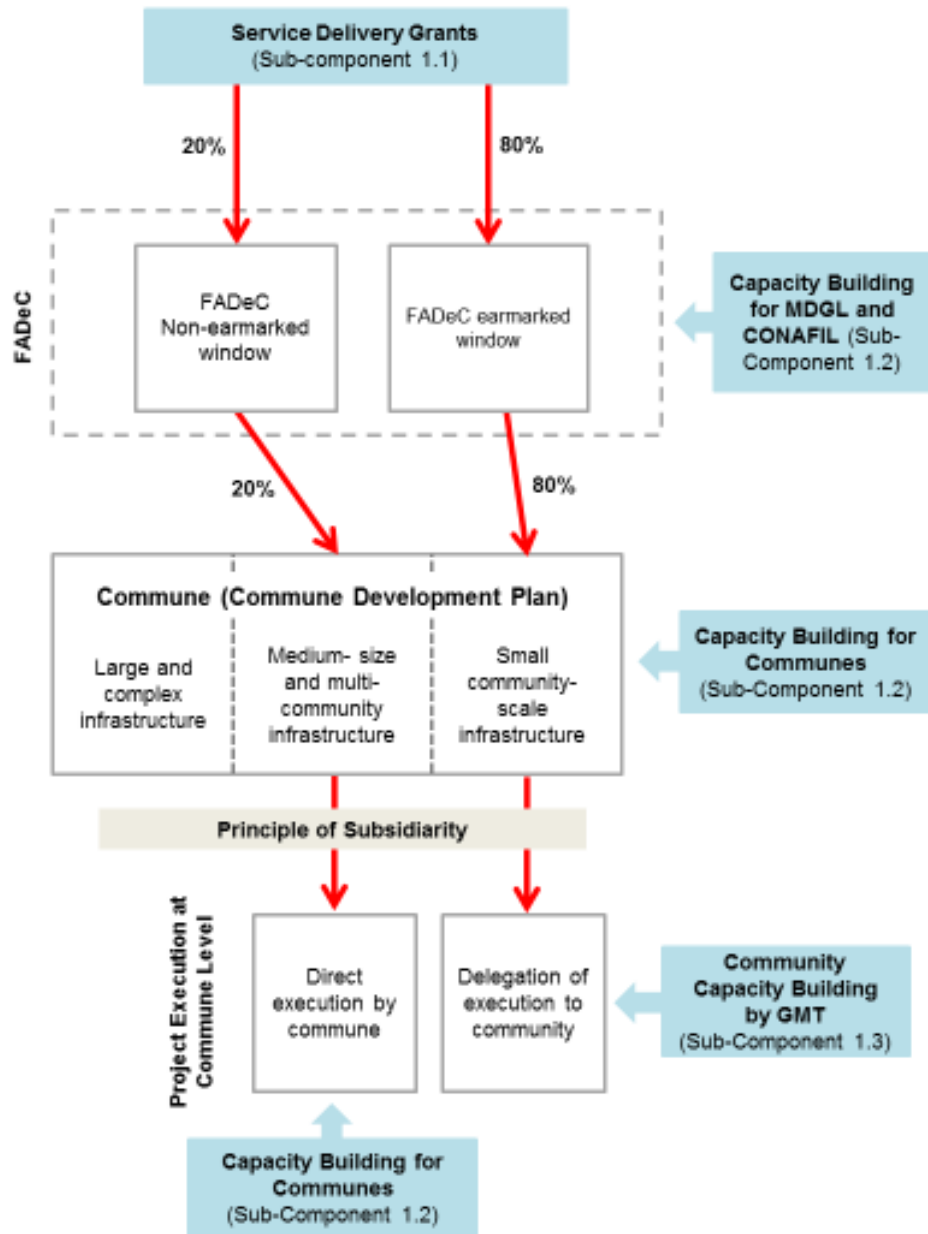 Service Delivery Grants
(Sub-component 1.1)
20%
80%
FADeC
FADeC
Non-earmarked
window
FADeC earmarked
window
Capacity Building
for MDGL and
CONAFIL (Sub-
Component 1.2)
20%
80%
Commune (Commune Development Plan)
Large and
complex
infrastructure
Medium- size
and multi-
community
infrastructure
Small
community-
scale
infrastructure
Capacity Building for
Communes
(Sub-Component 1.2)
Principle of Subsidiarity
Project Execution at
Commune Level
Direct
execution by
commune
Delegation of
execution to
community
Community
Capacity Building
by GMT
(Sub-Component 1.3)
Capacity Building for
Communes
(Sub-Component 1.2)